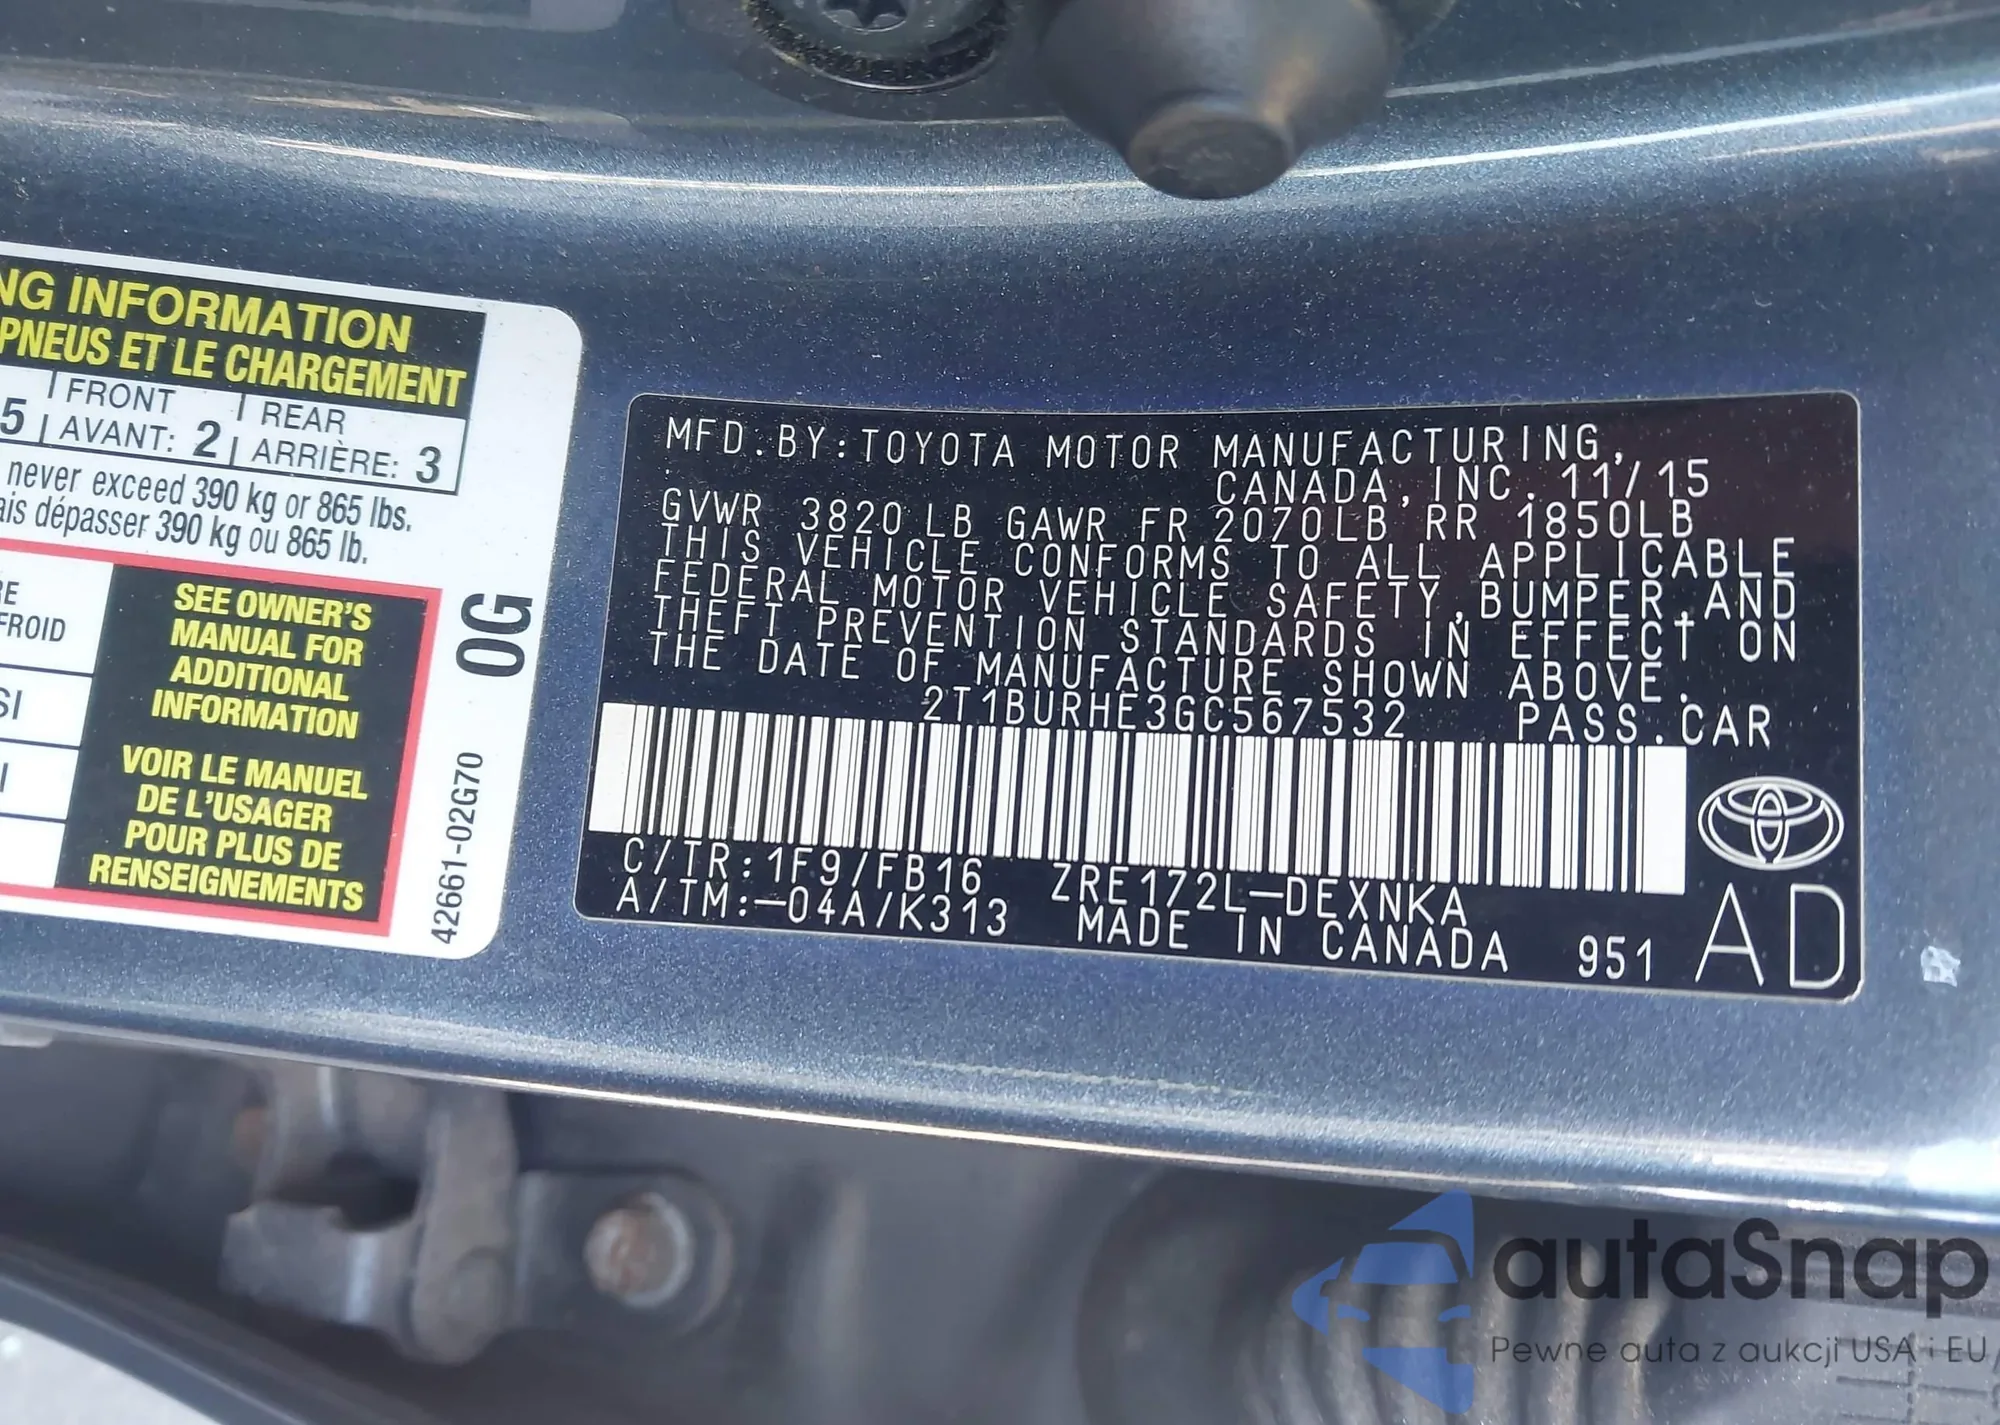 NG INFORMATION
PNEUS ET LE CHARGEMENT
5 FRONT REAR
AVANT: 2 ARRIÈRE: 3
never exceed 390 kg or 865 lbs.
ais dépasser 390 kg ou 865 lb.
RE
FROID
SI
I
SEE OWNER'S
MANUAL FOR
ADDITIONAL
INFORMATION
VOIR LE MANUEL
DE L'USAGER
POUR PLUS DE
RENSEIGNEMENTS
0G
42661-02G70
MFD.BY:TOYOTA MOTOR MANUFACTURING,
CANADA,INC. 11/15
GVWR 3820LB GAWR FR 2070LB RR 1850LB
THIS VEHICLE CONFORMS TO ALL APPLICABLE
FEDERAL MOTOR VEHICLE SAFETY,BUMPER,AND
THEFT PREVENTION STANDARDS IN EFFECT ON
THE DATE OF MANUFACTURE SHOWN ABOVE.
2T1BURHE3GC567532 PASS.CAR
C/TR:1F9/FB16 ZRE172L-DEXNKA
A/TM:-04A/K313 MADE IN CANADA 951 AD
autaSnap
Pewne auta z aukcji USA i EU